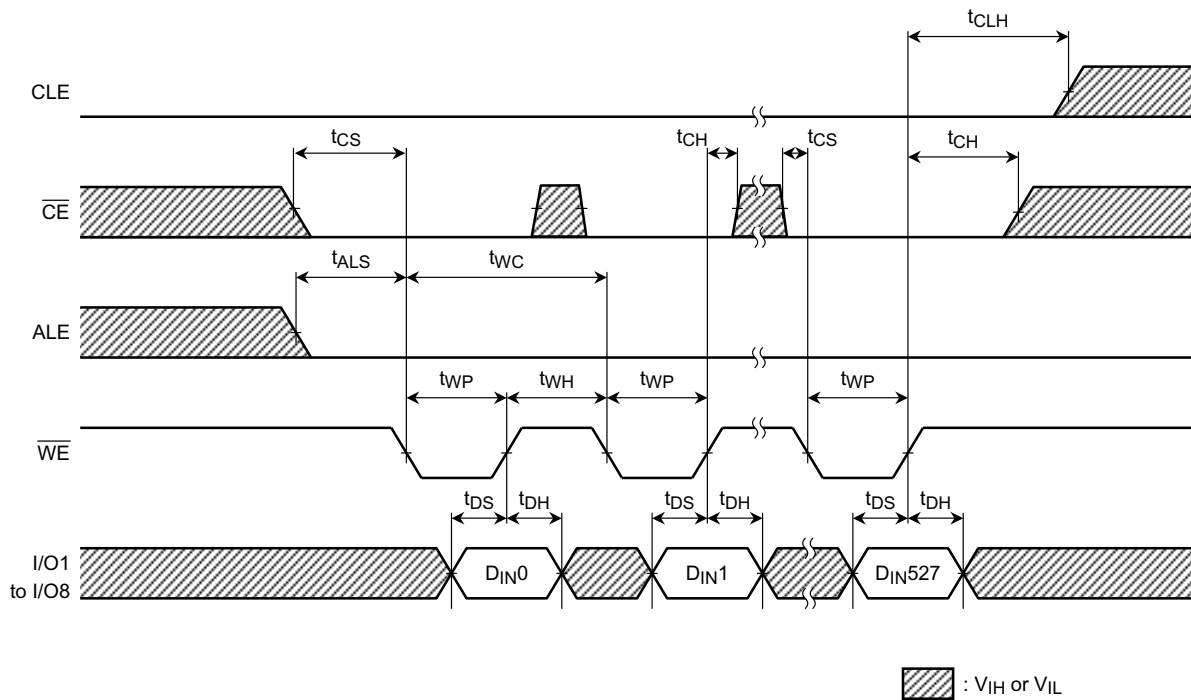 tCLH
CLE
tCS tCH tCS tCH
CE
tALS tWC
ALE
tWP tWH tWP tWP
WE
tDS tDH tDS tDH tDS tDH
I/O1
to I/O8
DIN0 DIN1 DIN527
: VIH or VIL